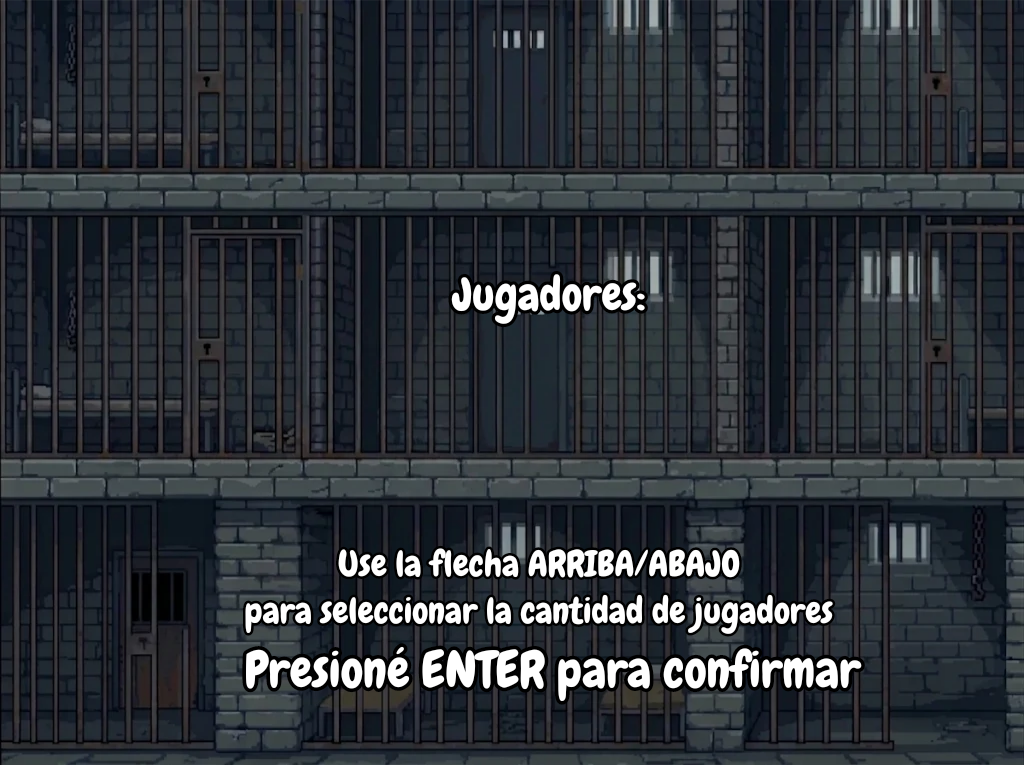 Jugadores:
Use la flecha ARRIBA/ABAJO
para seleccionar la cantidad de jugadores
Presioné ENTER para confirmar